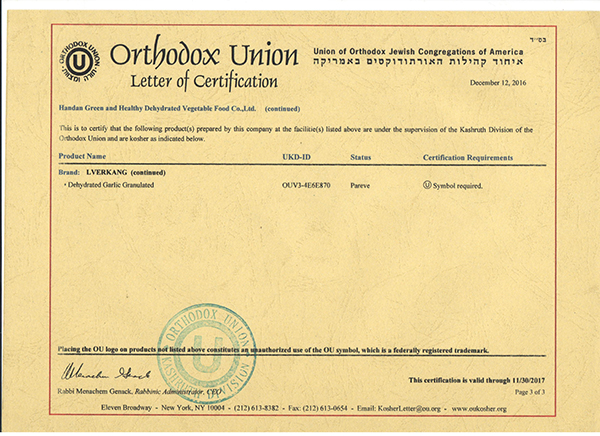 בס״ד
Orthodox Union
Letter of Certification
Union of Orthodox Jewish Congregations of America
איחוד קהילות האורתודוקסים באמריקה
December 12, 2016
Handan Green and Healthy Dehydrated Vegetable Food Co.,Ltd. (continued)
This is to certify that the following product(s) prepared by this company at the facilitie(s) listed above are under the supervision of the Kashruth Division of the
Orthodox Union and are kosher as indicated below.
Product Name UKD-ID Status Certification Requirements
Brand: LVERKANG (continued)
• Dehydrated Garlic Granulated OUV3-4E6E870 Pareve Ⓤ Symbol required.
ORTHODOX UNION
KASHRUTH DIVISION
Placing the OU logo on products not listed above constitutes an unauthorized use of the OU symbol, which is a federally registered trademark.
Menachem Genack
Rabbi Menachem Genack, Rabbinic Administrator, CEO
This certification is valid through 11/30/2017
Page 3 of 3
Eleven Broadway - New York, NY 10004 - (212) 613-8382 - Fax: (212) 613-0654 - Email: KosherLetter@ou.org - www.oukosher.org